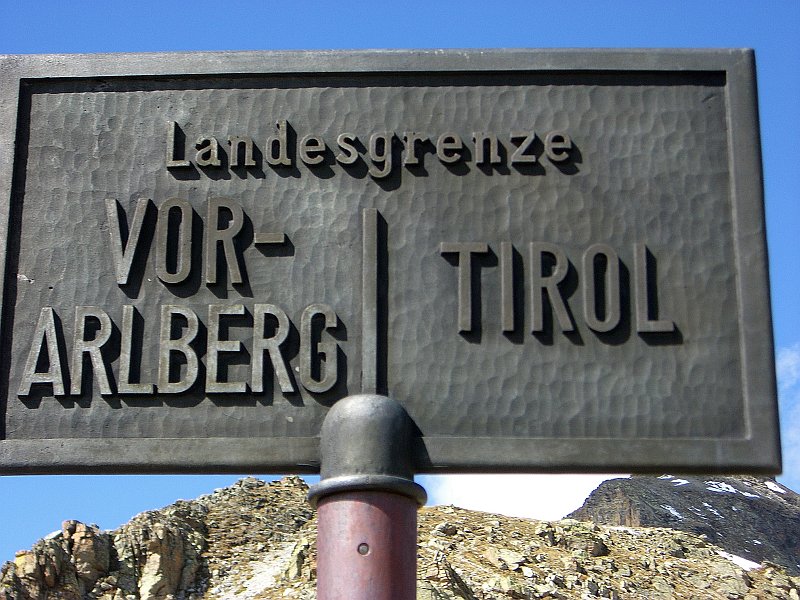 Landesgrenze
VOR-
ARLBERG
TIROL